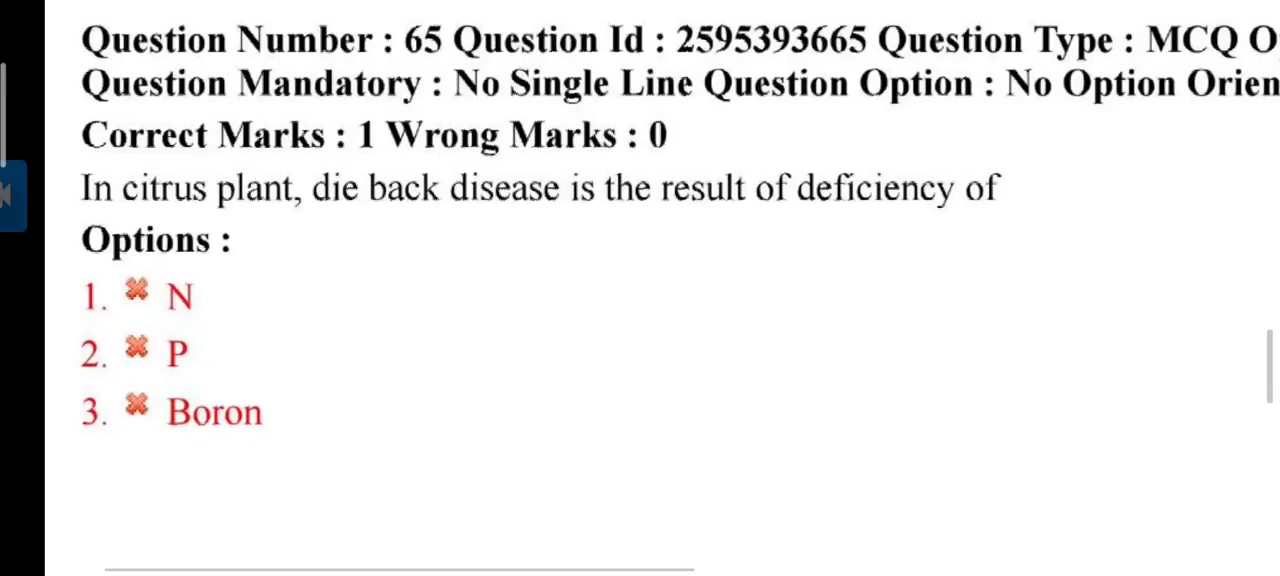 Question Number : 65 Question Id : 2595393665 Question Type : MCQ O
Question Mandatory : No Single Line Question Option : No Option Orien
Correct Marks : 1 Wrong Marks : 0
In citrus plant, die back disease is the result of deficiency of
Options :
1. N
2. P
3. Boron